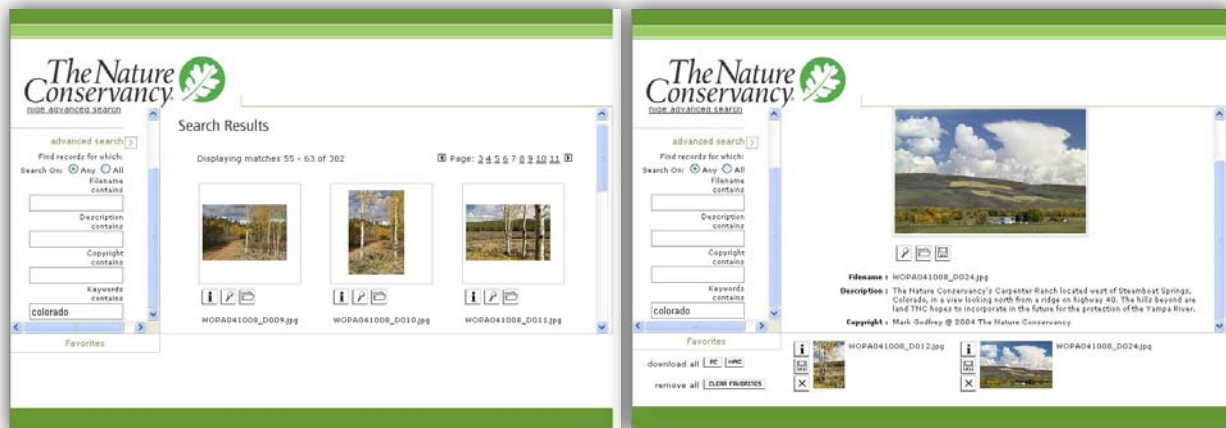 The Nature
Conservancy.
hide advanced search
advanced search
Find records for which:
Search On: Any All
Filename
contains
Description
contains
Copyright
contains
Keywords
contains
colorado
Favorites
Search Results
Displaying matches 55 - 63 of 302
Page: 3 4 5 6 7 8 9 10 11
WOPA041008_D009.jpg
WOPA041008_D010.jpg
WOPA041008_D011.jpg
The Nature
Conservancy.
hide advanced search
advanced search
Find records for which:
Search On: Any All
Filename
contains
Description
contains
Copyright
contains
Keywords
contains
colorado
Favorites
Filename : WOPA041008_D024.jpg
Description : The Nature Conservancy's Carpenter Ranch located west of Steamboat Springs,
Colorado, in a view looking north from a ridge on highway 40. The hills beyond are
land TNC hopes to incorporate in the future for the protection of the Yampa River.
Copyright : Mark Godfrey @ 2004 The Nature Conservancy
download all PC MAC
remove all CLEAR FAVORITES
WOPA041008_D012.jpg
WOPA041008_D024.jpg